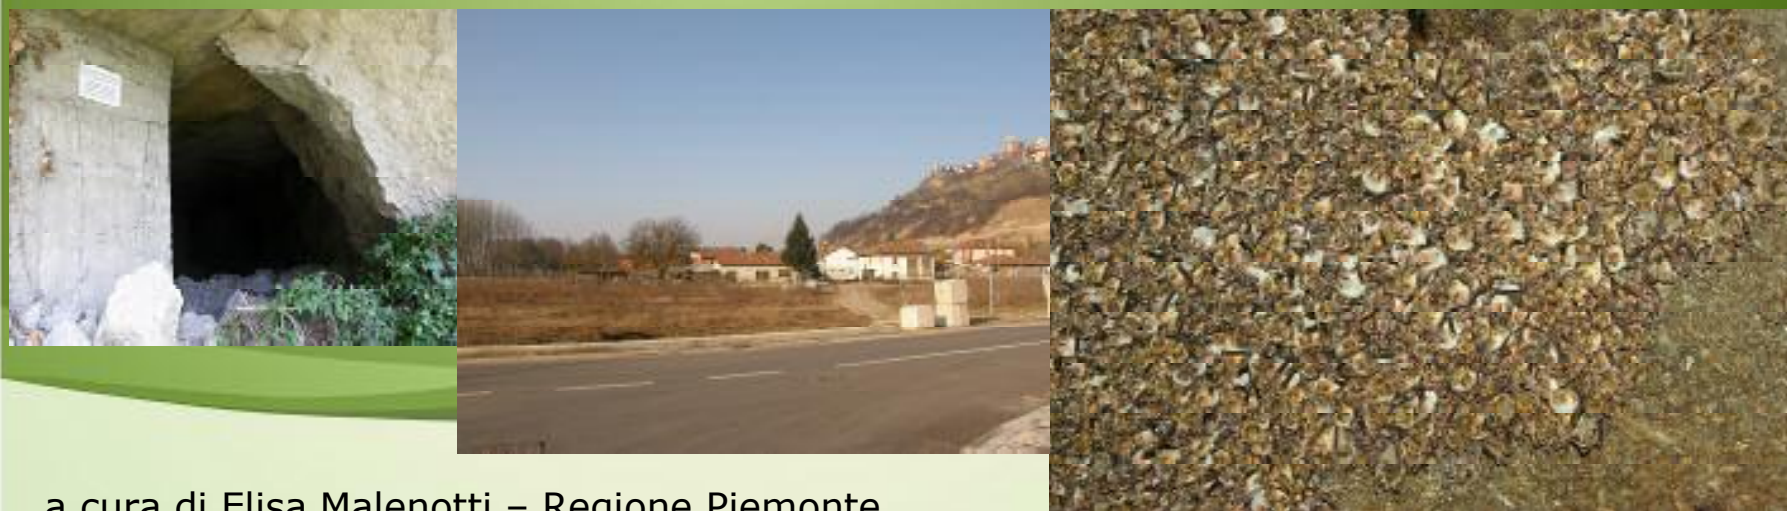 a cura di Elisa Malenotti – Regione Piemonte